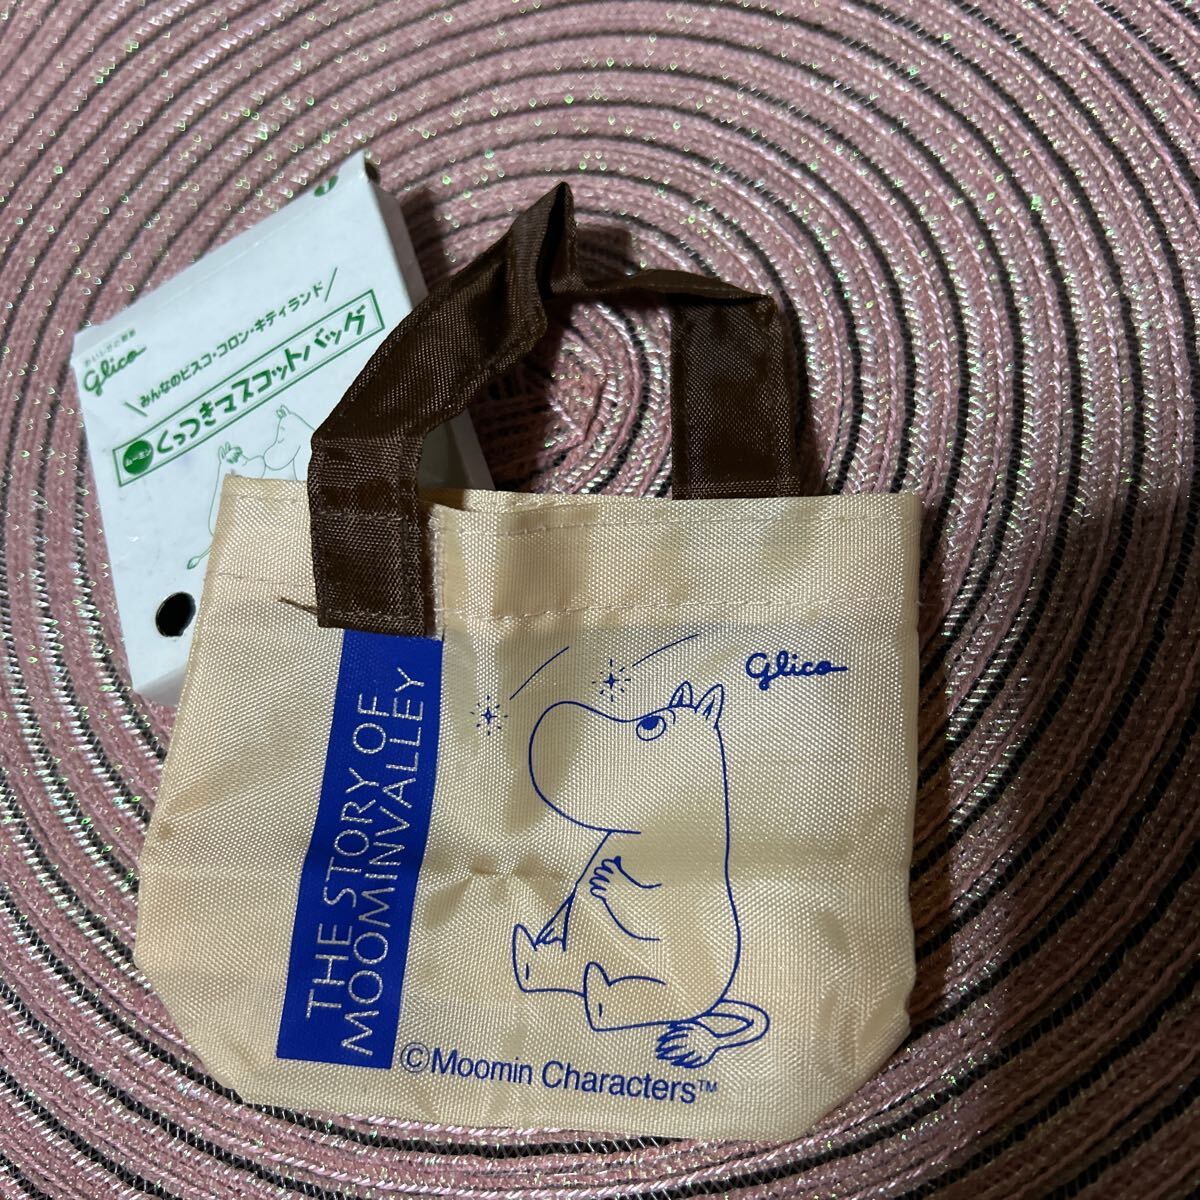 おいしさと健康
glico
みんなのビスコ・コロン・キディランド
ムーミン くっつきマスコットバッグ
glico
THE STORY OF
MOOMINVALLEY
©Moomin Characters™